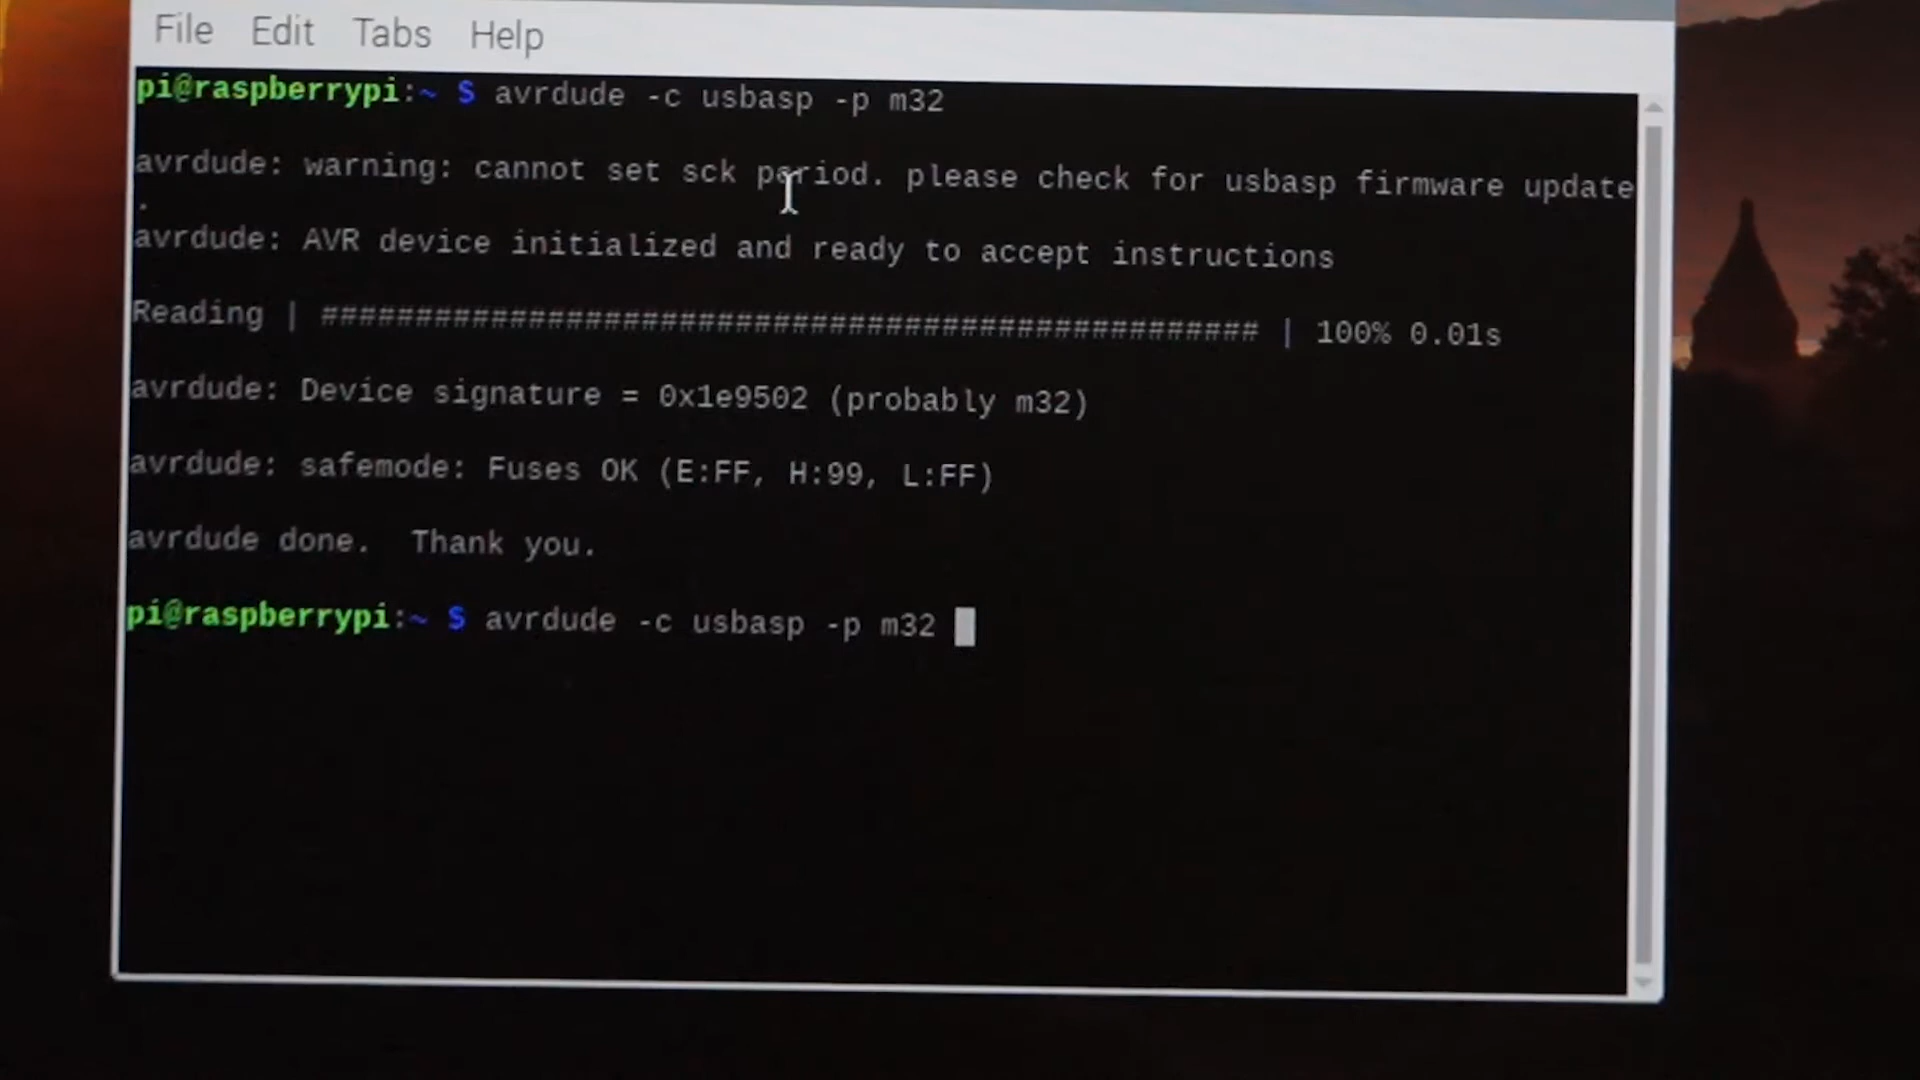 File Edit Tabs Help
pi@raspberrypi:~ $ avrdude -c usbasp -p m32
avrdude: warning: cannot set sck period. please check for usbasp firmware update
.
avrdude: AVR device initialized and ready to accept instructions
Reading | ################################################## | 100% 0.01s
avrdude: Device signature = 0x1e9502 (probably m32)
avrdude: safemode: Fuses OK (E:FF, H:99, L:FF)
avrdude done.  Thank you.
pi@raspberrypi:~ $ avrdude -c usbasp -p m32